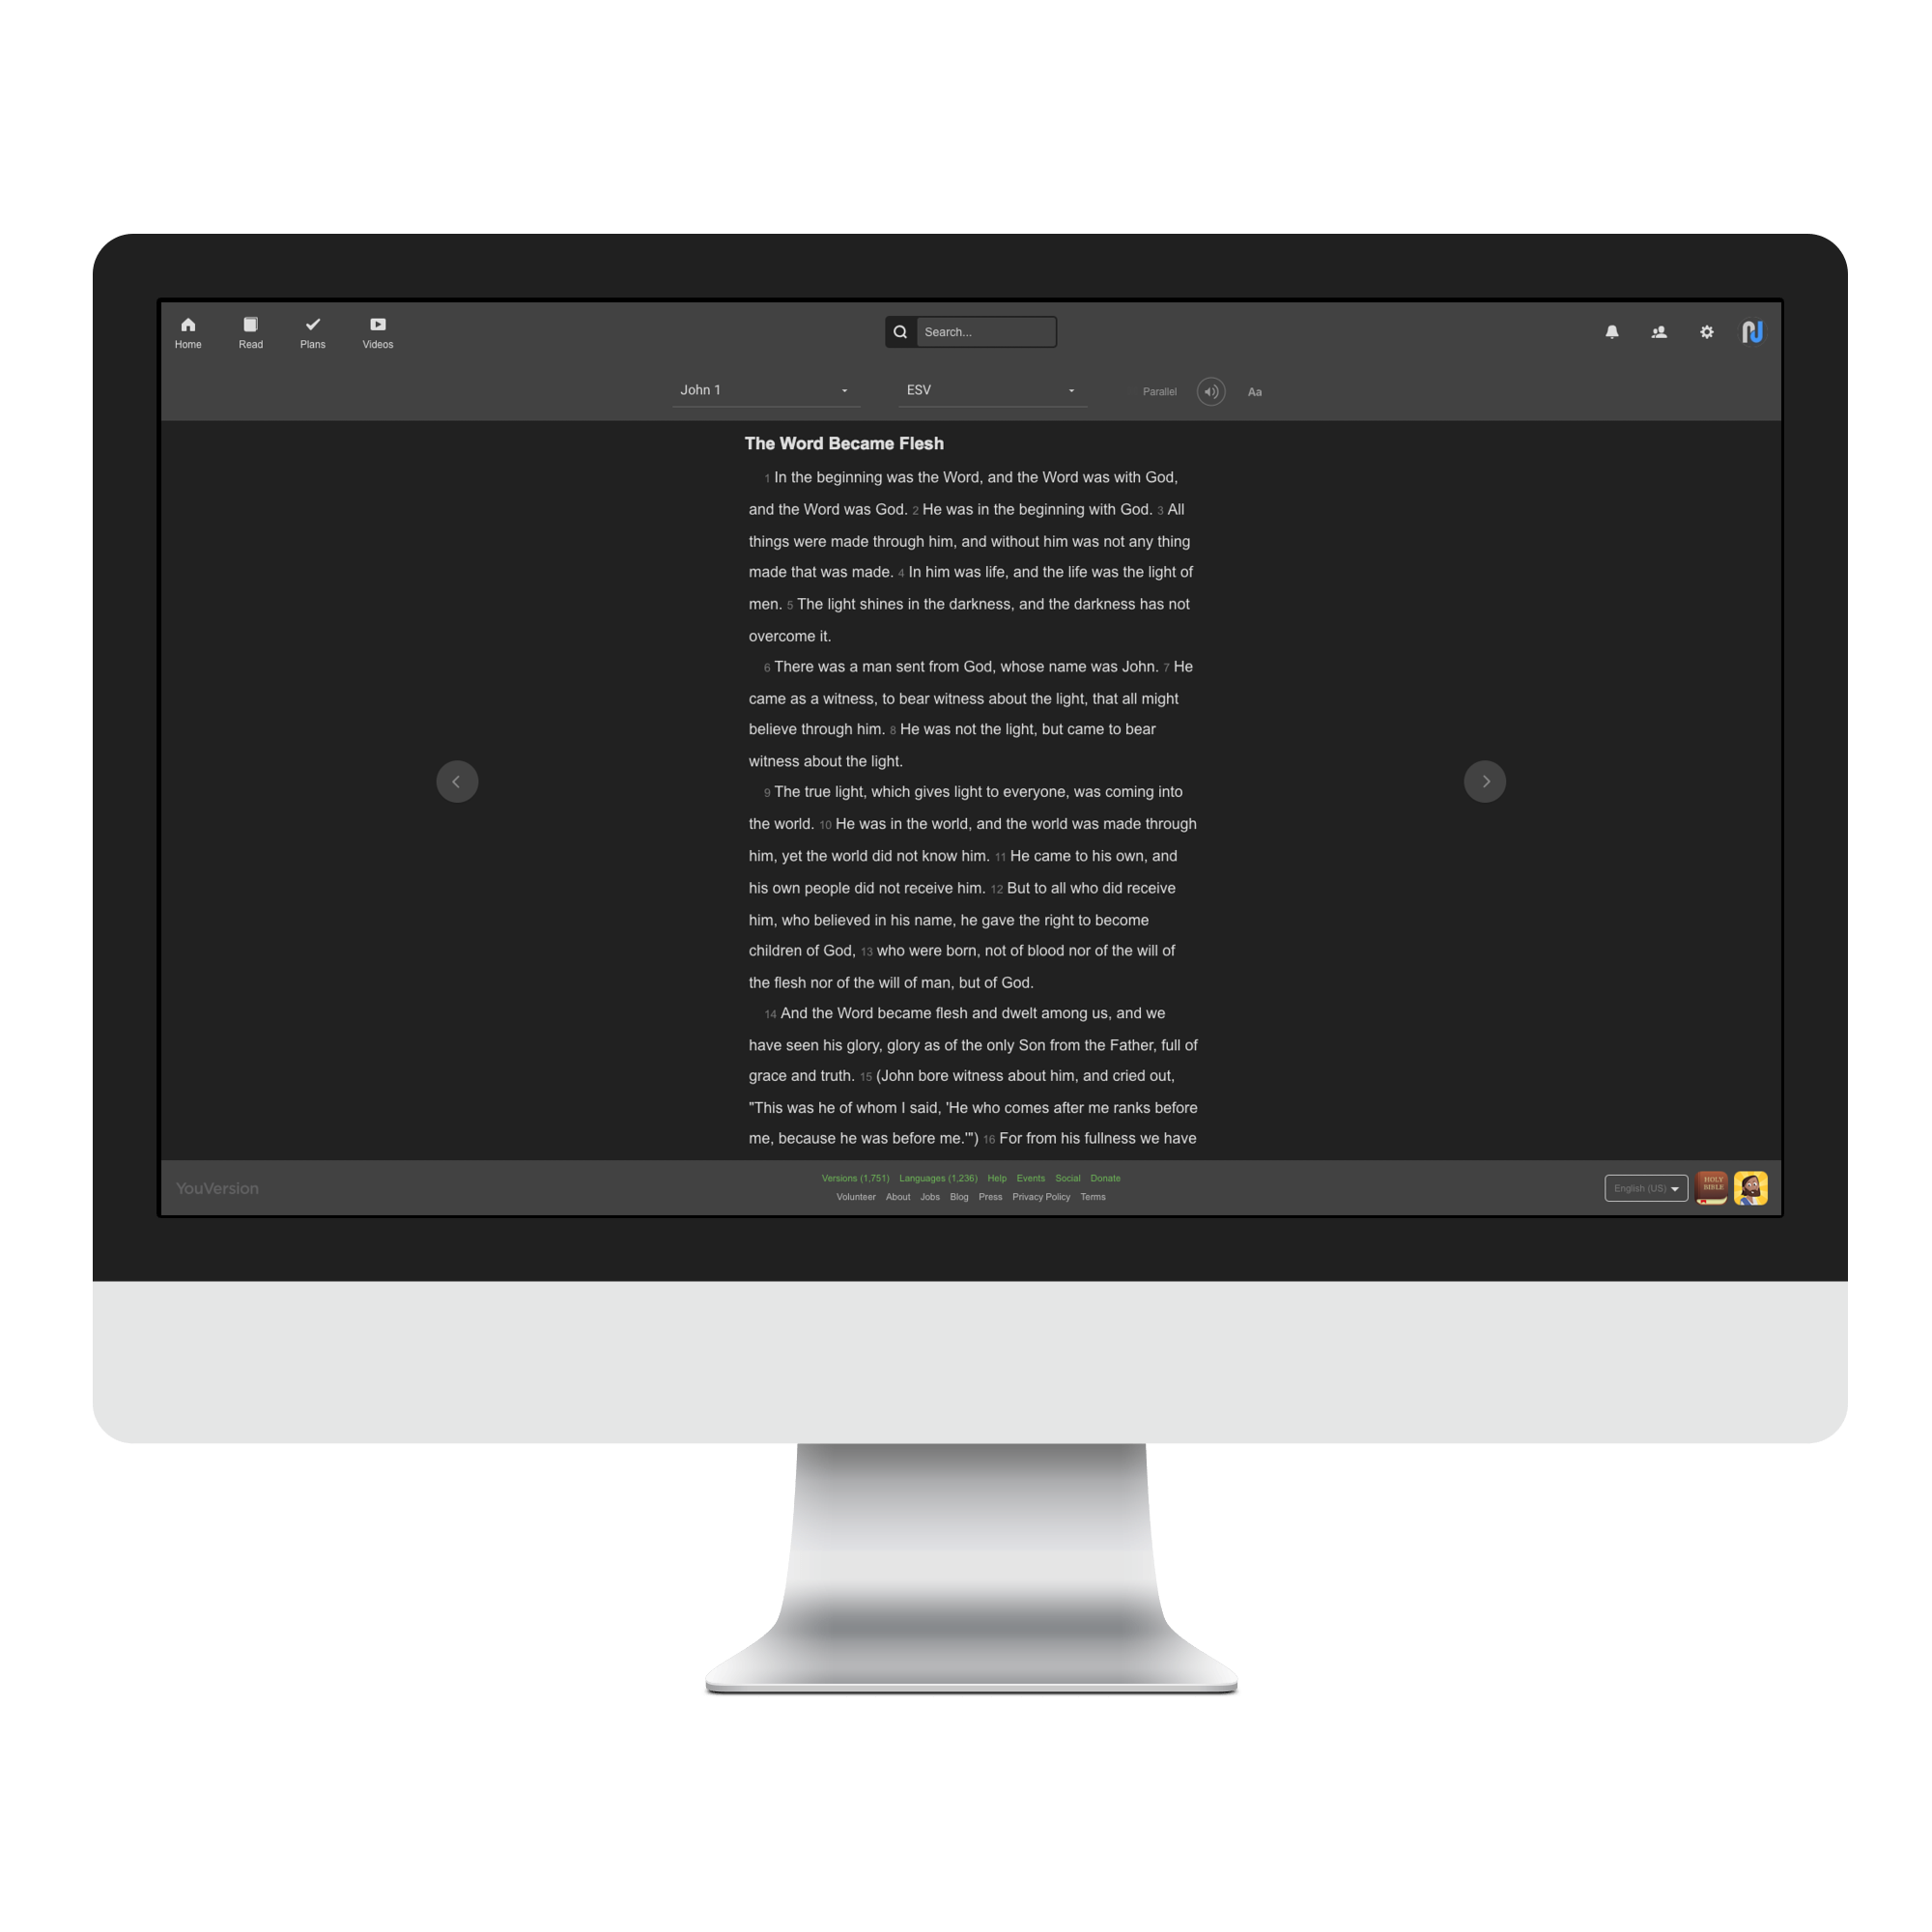 Home Read Plans Videos
Search...
John 1 ESV Parallel Aa
The Word Became Flesh
1 In the beginning was the Word, and the Word was with God,
and the Word was God. 2 He was in the beginning with God. 3 All
things were made through him, and without him was not any thing
made that was made. 4 In him was life, and the life was the light of
men. 5 The light shines in the darkness, and the darkness has not
overcome it.
6 There was a man sent from God, whose name was John. 7 He
came as a witness, to bear witness about the light, that all might
believe through him. 8 He was not the light, but came to bear
witness about the light.
9 The true light, which gives light to everyone, was coming into
the world. 10 He was in the world, and the world was made through
him, yet the world did not know him. 11 He came to his own, and
his own people did not receive him. 12 But to all who did receive
him, who believed in his name, he gave the right to become
children of God, 13 who were born, not of blood nor of the will of
the flesh nor of the will of man, but of God.
14 And the Word became flesh and dwelt among us, and we
have seen his glory, glory as of the only Son from the Father, full of
grace and truth. 15 (John bore witness about him, and cried out,
"This was he of whom I said, 'He who comes after me ranks before
me, because he was before me.'") 16 For from his fullness we have
YouVersion
Versions (1,751) Languages (1,236) Help Events Social Donate
Volunteer About Jobs Blog Press Privacy Policy Terms
English (US)
HOLY
BIBLE